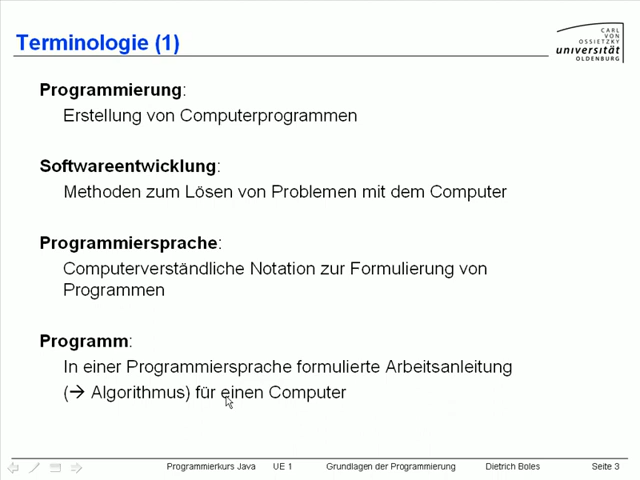 Terminologie (1)
CARL
VON
OSSIETZKY
universität
OLDENBURG
Programmierung:
Erstellung von Computerprogrammen
Softwareentwicklung:
Methoden zum Lösen von Problemen mit dem Computer
Programmiersprache:
Computerverständliche Notation zur Formulierung von
Programmen
Programm:
In einer Programmiersprache formulierte Arbeitsanleitung
(→ Algorithmus) für einen Computer
Programmierkurs Java UE 1 Grundlagen der Programmierung Dietrich Boles Seite 3